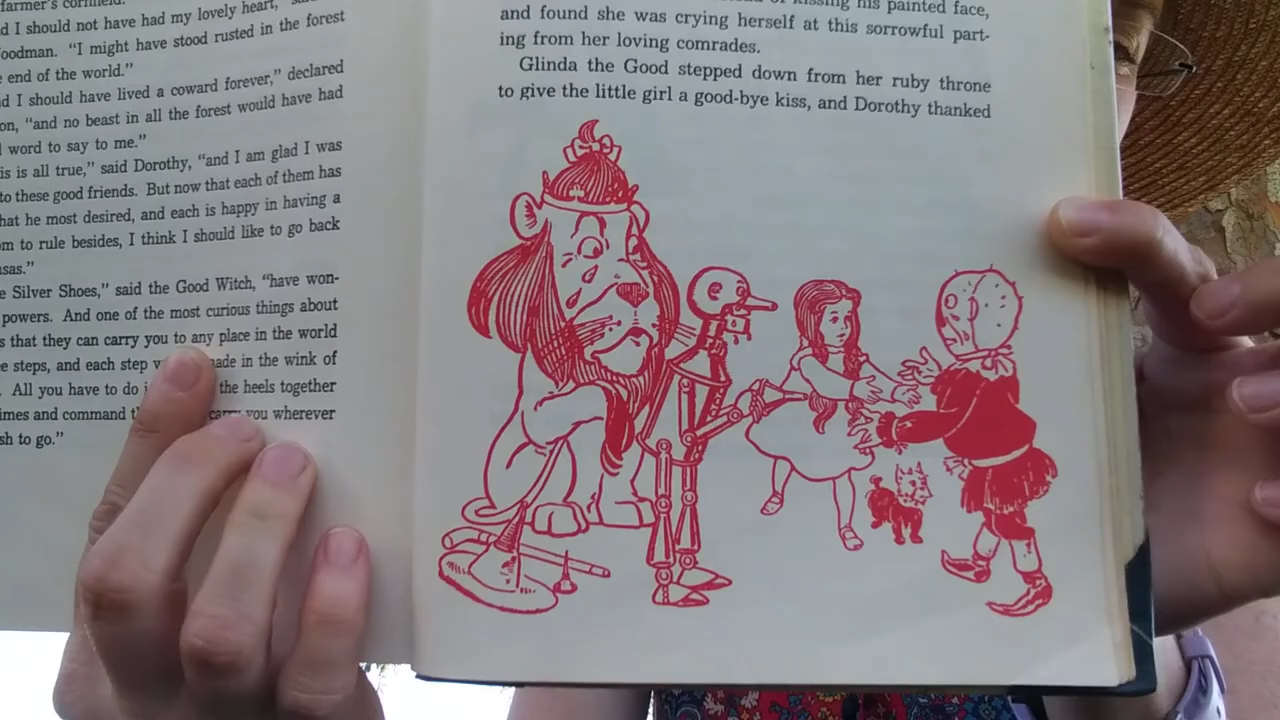 farmer's cornfield."
d I should not have had my lovely heart,"
oodman. "I might have stood rusted in the forest
e end of the world."
d I should have lived a coward forever," declared
on, "and no beast in all the forest would have had
word to say to me."
is is all true," said Dorothy, "and I am glad I was
to these good friends. But now that each of them has
hat he most desired, and each is happy in having a
om to rule besides, I think I should like to go back
sas."
e Silver Shoes," said the Good Witch, "have won-
powers. And one of the most curious things about
s that they can carry you to any place in the world
e steps, and each step made in the wink of
. All you have to do the heels together
imes and command carry you wherever
sh to go."
of kissing his painted face,
and found she was crying herself at this sorrowful part-
ing from her loving comrades.
Glinda the Good stepped down from her ruby throne
to give the little girl a good-bye kiss, and Dorothy thanked